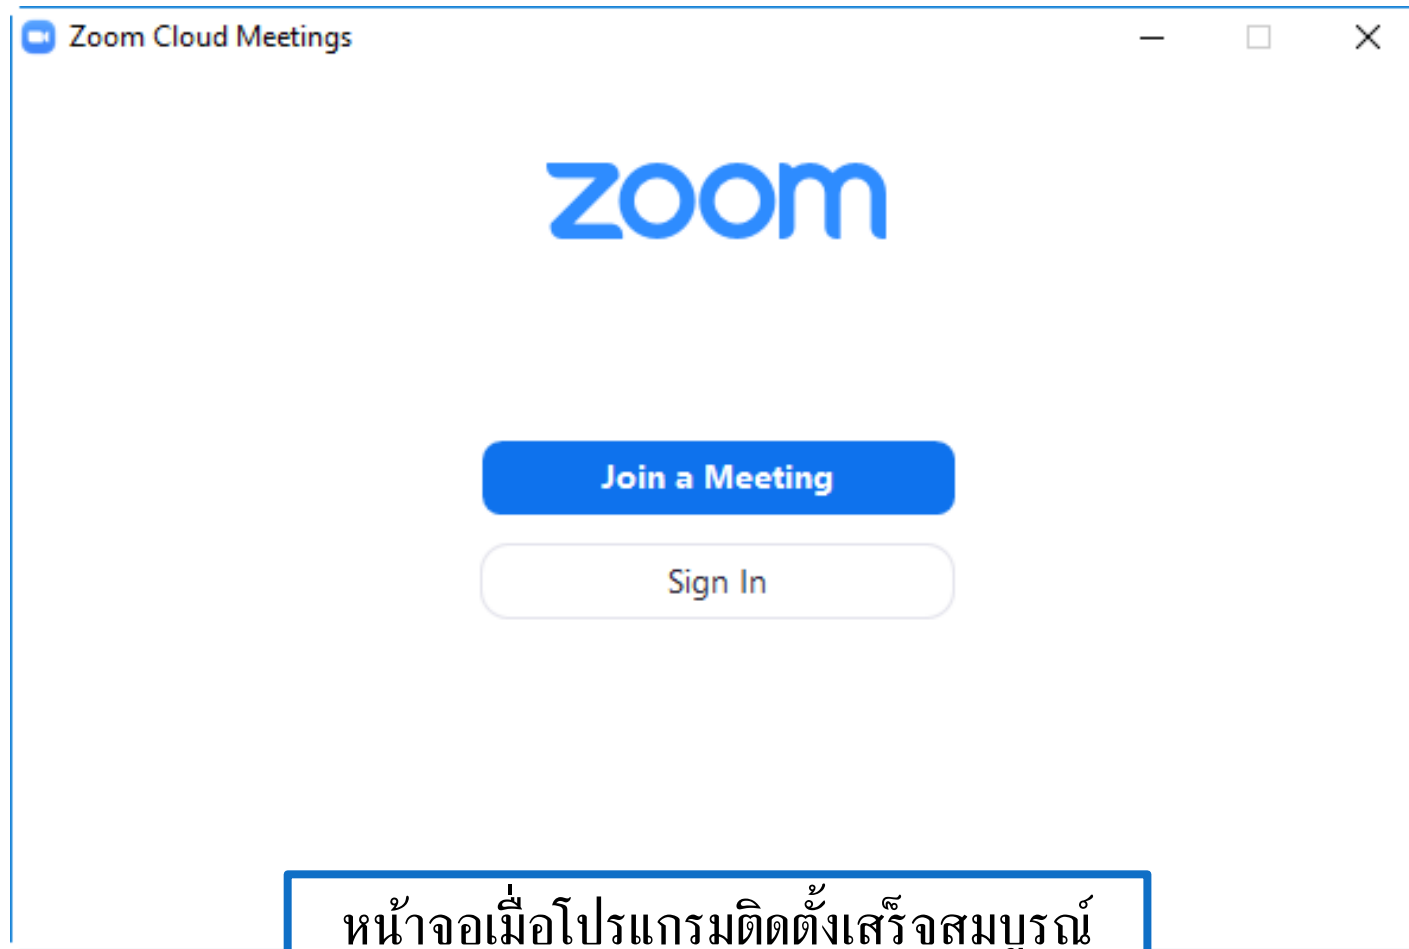 Zoom Cloud Meetings
zoom
Join a Meeting
Sign In
หน้าจอเมื่อโปรแกรมติดตั้งเสร็จสมบูรณ์